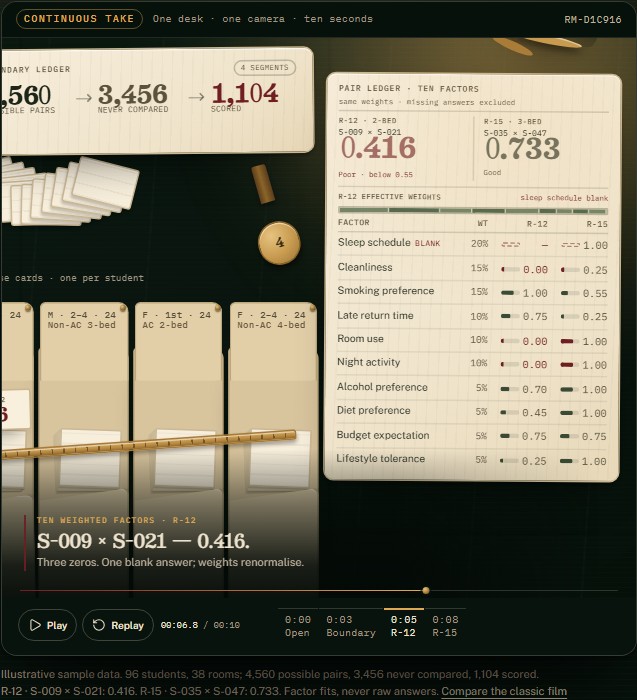 CONTINUOUS TAKE One desk · one camera · ten seconds RM-D1C916
NDARY LEDGER 4 SEGMENTS
,560 → 3,456 → 1,104
SIBLE PAIRS NEVER COMPARED SCORED
PAIR LEDGER · TEN FACTORS
same weights · missing answers excluded
R-12 · 2-BED R-15 · 3-BED
S-009 × S-021 S-035 × S-047
0.416 0.733
Poor · below 0.55 Good
R-12 EFFECTIVE WEIGHTS sleep schedule blank
FACTOR WT R-12 R-15
Sleep schedule BLANK 20% — 1.00
Cleanliness 15% 0.00 0.25
Smoking preference 15% 1.00 0.55
Late return time 10% 0.75 0.25
Room use 10% 0.00 1.00
Night activity 10% 0.00 1.00
Alcohol preference 5% 0.70 1.00
Diet preference 5% 0.45 1.00
Budget expectation 5% 0.75 0.75
Lifestyle tolerance 5% 0.25 1.00
4
se cards · one per student
24 M · 2–4 · 24 F · 1st · 24 F · 2–4 · 24
Non-AC 3-bed AC 2-bed Non-AC 4-bed
TEN WEIGHTED FACTORS · R-12
S-009 × S-021 — 0.416.
Three zeros. One blank answer; weights renormalise.
Play Replay 00:06.8 / 00:10
0:00 0:03 0:05 0:08
Open Boundary R-12 R-15
Illustrative sample data. 96 students, 38 rooms; 4,560 possible pairs, 3,456 never compared, 1,104 scored.
R-12 · S-009 × S-021: 0.416. R-15 · S-035 × S-047: 0.733. Factor fits, never raw answers. Compare the classic film